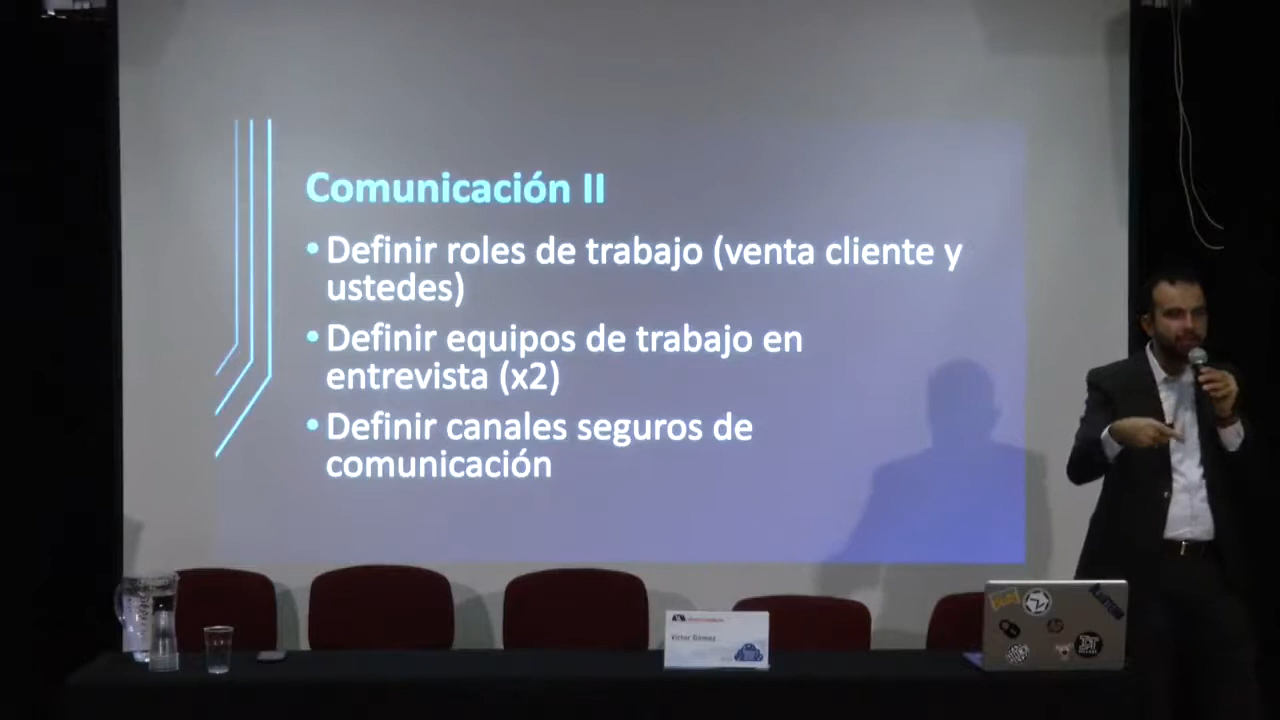 Comunicación II
• Definir roles de trabajo (venta cliente y
ustedes)
• Definir equipos de trabajo en
entrevista (x2)
• Definir canales seguros de
comunicación
Víctor Gómez